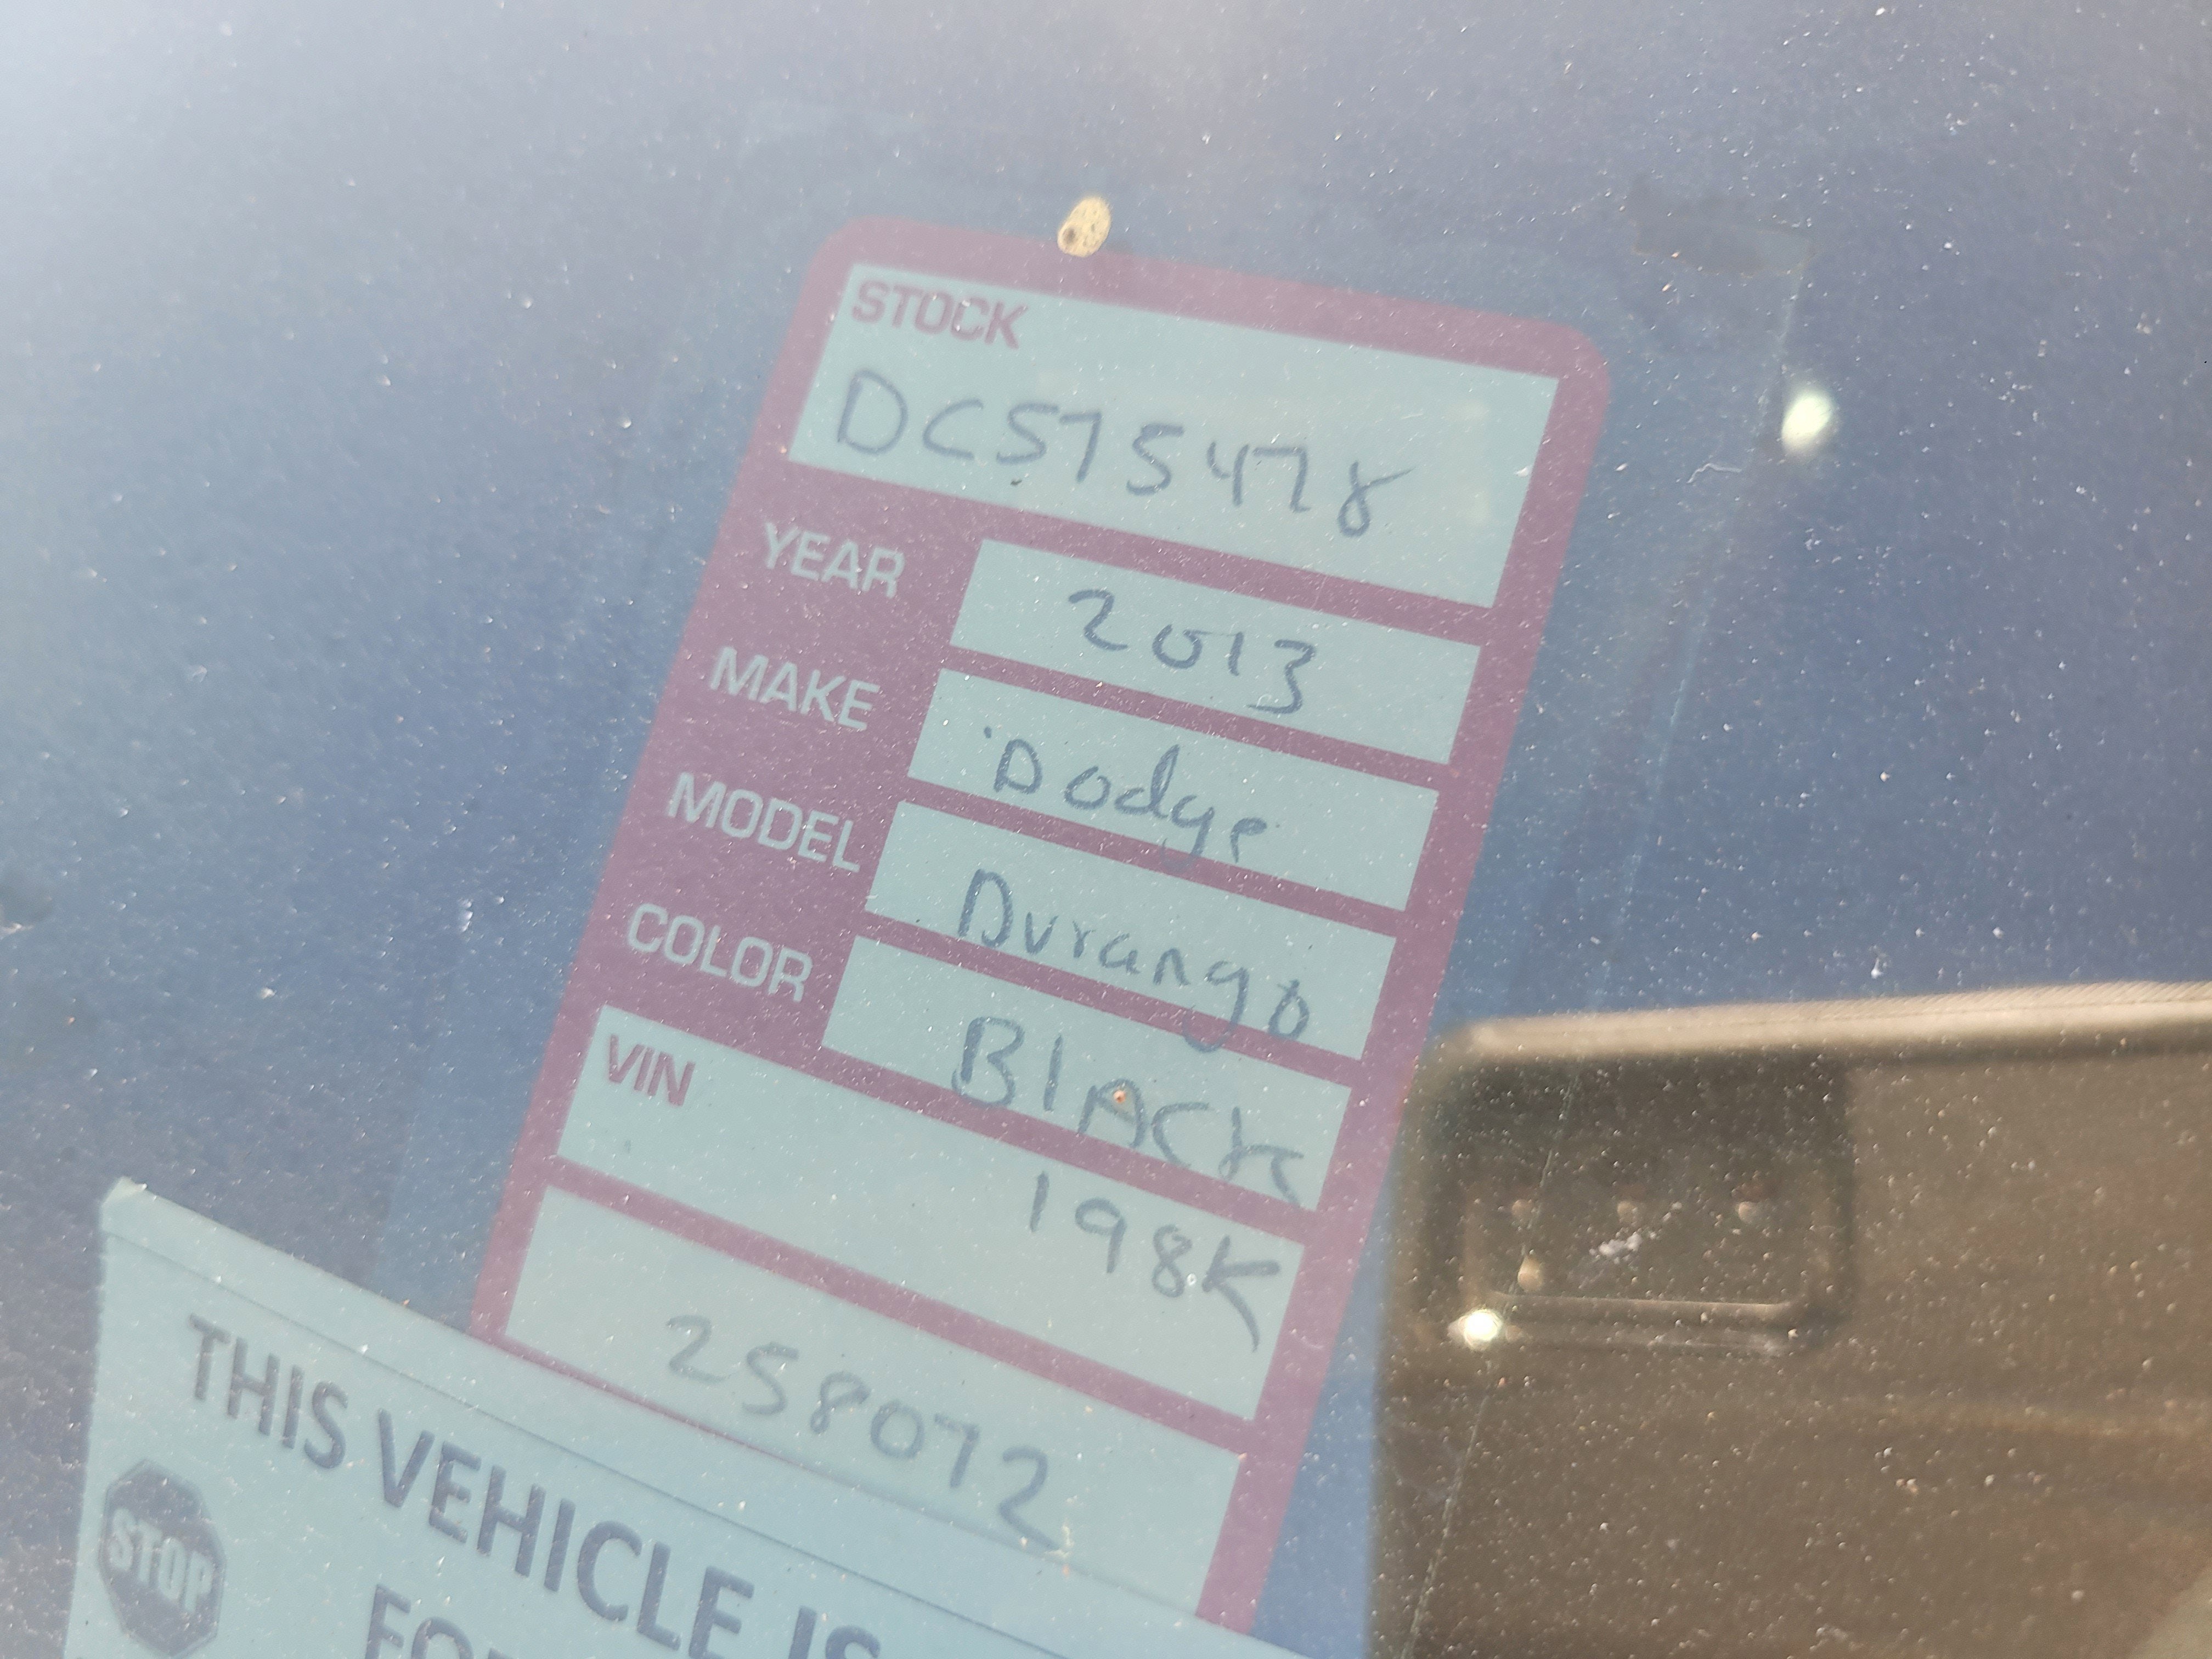 STOCK
DC575478
YEAR 2013
MAKE Dodge
MODEL Durango
COLOR BlACK
VIN
198K
258072
THIS VEHICLE IS
STOP